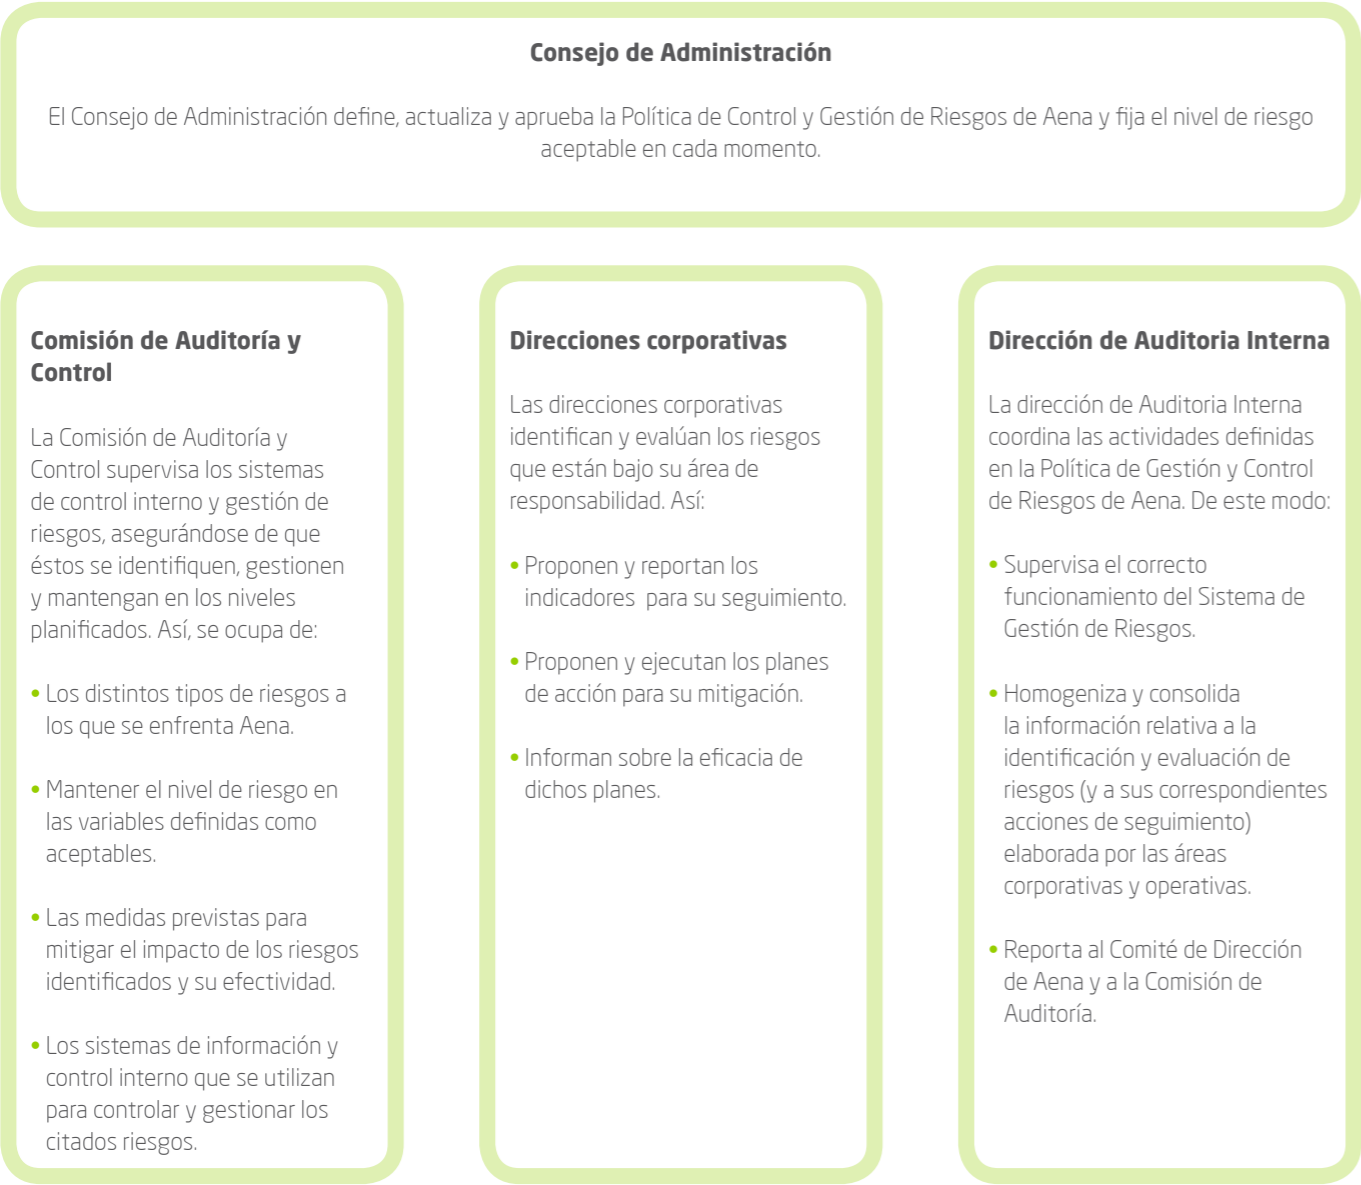 Consejo de Administración
El Consejo de Administración define, actualiza y aprueba la Política de Control y Gestión de Riesgos de Aena y fija el nivel de riesgo
aceptable en cada momento.
Comisión de Auditoría y
Control
La Comisión de Auditoría y
Control supervisa los sistemas
de control interno y gestión de
riesgos, asegurándose de que
éstos se identifiquen, gestionen
y mantengan en los niveles
planificados. Así, se ocupa de:
• Los distintos tipos de riesgos a
los que se enfrenta Aena.
• Mantener el nivel de riesgo en
las variables definidas como
aceptables.
• Las medidas previstas para
mitigar el impacto de los riesgos
identificados y su efectividad.
• Los sistemas de información y
control interno que se utilizan
para controlar y gestionar los
citados riesgos.
Direcciones corporativas
Las direcciones corporativas
identifican y evalúan los riesgos
que están bajo su área de
responsabilidad. Así:
• Proponen y reportan los
indicadores para su seguimiento.
• Proponen y ejecutan los planes
de acción para su mitigación.
• Informan sobre la eficacia de
dichos planes.
Dirección de Auditoria Interna
La dirección de Auditoria Interna
coordina las actividades definidas
en la Política de Gestión y Control
de Riesgos de Aena. De este modo:
• Supervisa el correcto
funcionamiento del Sistema de
Gestión de Riesgos.
• Homogeniza y consolida
la información relativa a la
identificación y evaluación de
riesgos (y a sus correspondientes
acciones de seguimiento)
elaborada por las áreas
corporativas y operativas.
• Reporta al Comité de Dirección
de Aena y a la Comisión de
Auditoría.